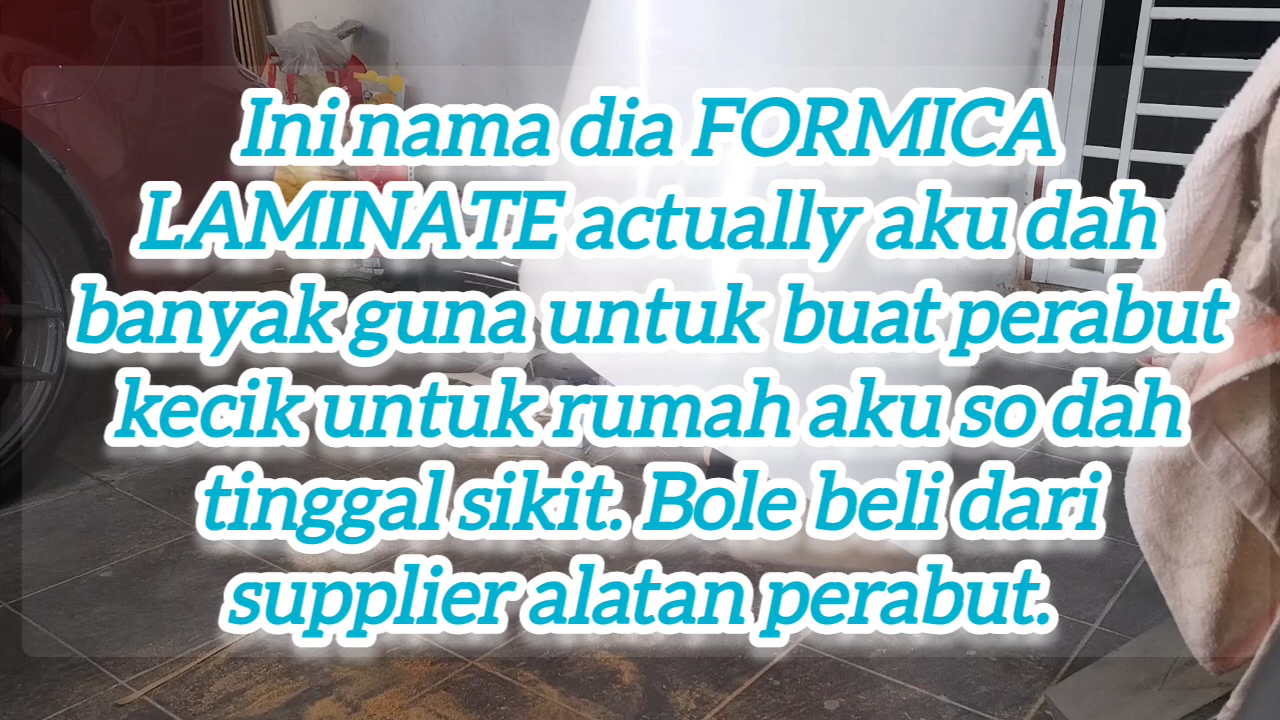 Ini nama dia FORMICA
LAMINATE actually aku dah
banyak guna untuk buat perabut
kecik untuk rumah aku so dah
tinggal sikit. Bole beli dari
supplier alatan perabut.